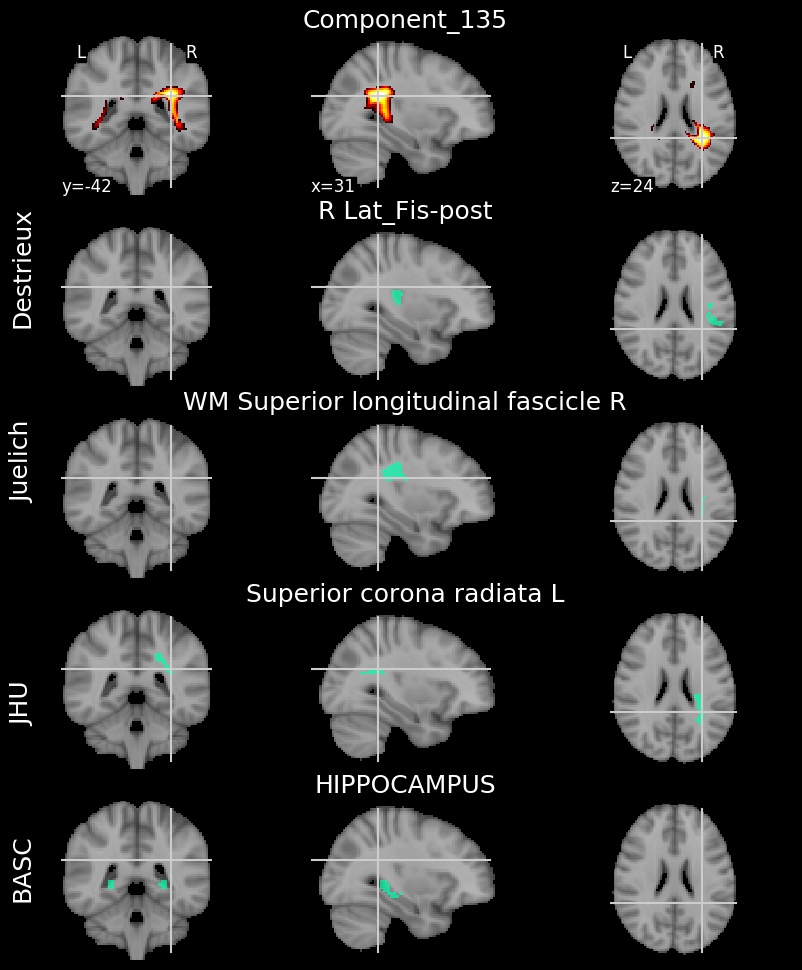 Component_135
L R L R
y=-42 x=31 z=24
Destrieux
R Lat_Fis-post
Juelich
WM Superior longitudinal fascicle R
JHU
Superior corona radiata L
BASC
HIPPOCAMPUS